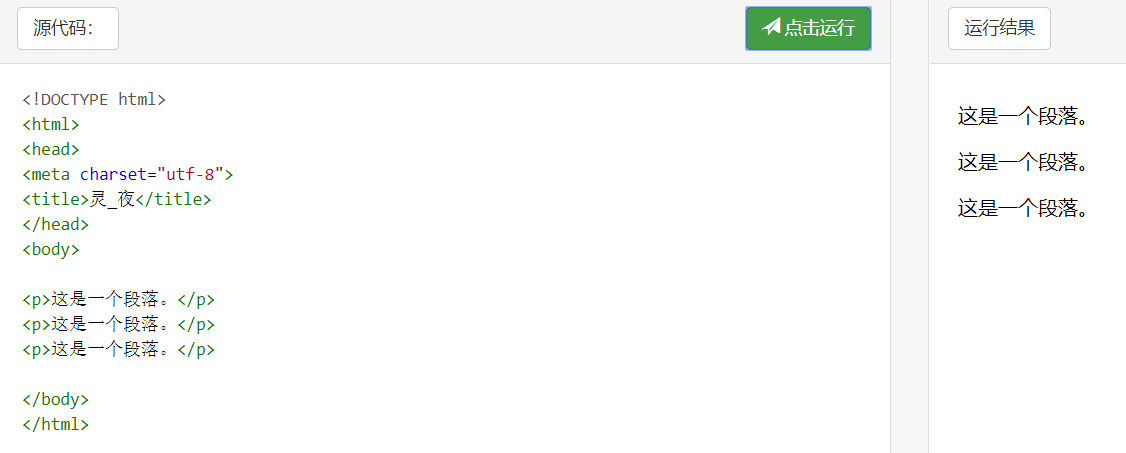 源代码：
点击运行
运行结果
<!DOCTYPE html>
<html>
<head>
<meta charset="utf-8">
<title>灵_夜</title>
</head>
<body>
<p>这是一个段落。</p>
<p>这是一个段落。</p>
<p>这是一个段落。</p>
</body>
</html>
这是一个段落。
这是一个段落。
这是一个段落。